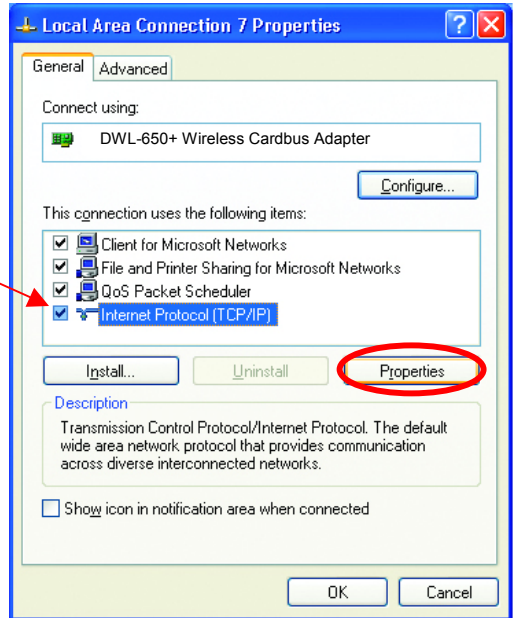 Local Area Connection 7 Properties
General Advanced
Connect using:
DWL-650+ Wireless Cardbus Adapter
Configure...
This connection uses the following items:
Client for Microsoft Networks
File and Printer Sharing for Microsoft Networks
QoS Packet Scheduler
Internet Protocol (TCP/IP)
Install... Uninstall Properties
Description
Transmission Control Protocol/Internet Protocol. The default
wide area network protocol that provides communication
across diverse interconnected networks.
Show icon in notification area when connected
OK Cancel